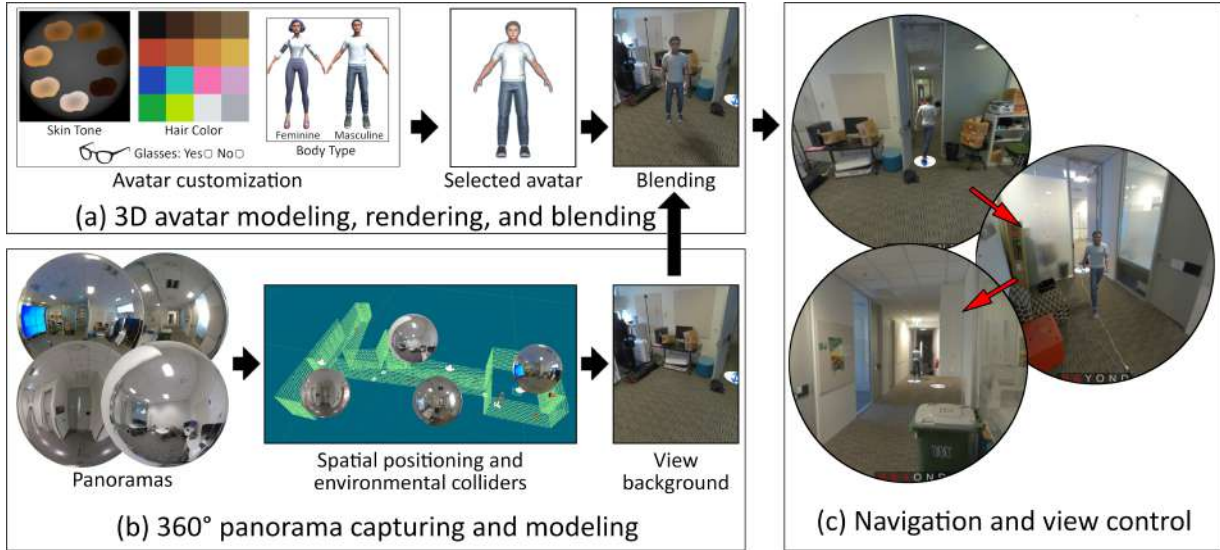 Skin Tone
Hair Color
Feminine
Masculine
Glasses: Yes▢ No▢
Body Type
Avatar customization
Selected avatar
Blending
(a) 3D avatar modeling, rendering, and blending
Panoramas
Spatial positioning and
environmental colliders
View
background
(b) 360° panorama capturing and modeling
YOND
YOND
(c) Navigation and view control